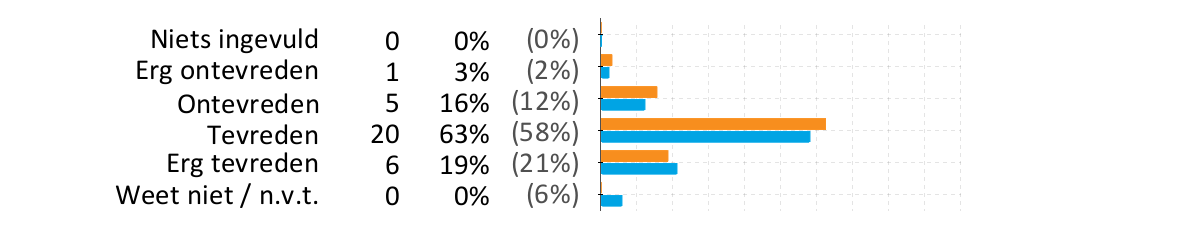 Niets ingevuld 0 0% (0%)
Erg ontevreden 1 3% (2%)
Ontevreden 5 16% (12%)
Tevreden 20 63% (58%)
Erg tevreden 6 19% (21%)
Weet niet / n.v.t. 0 0% (6%)